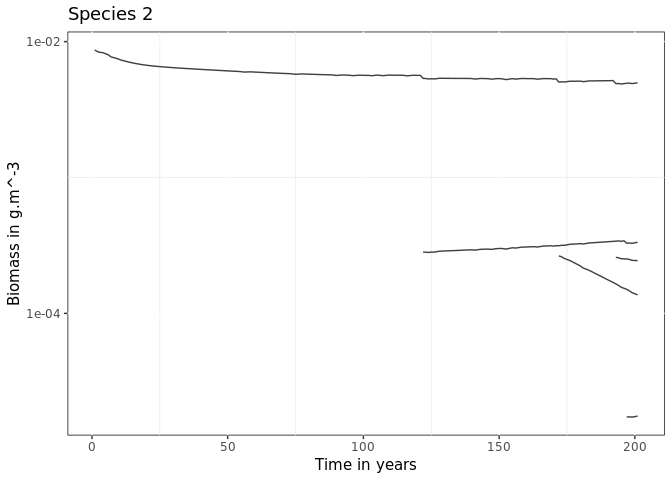 Species 2
1e-02
1e-04
Biomass in g.m^-3
0
50
100
150
200
Time in years